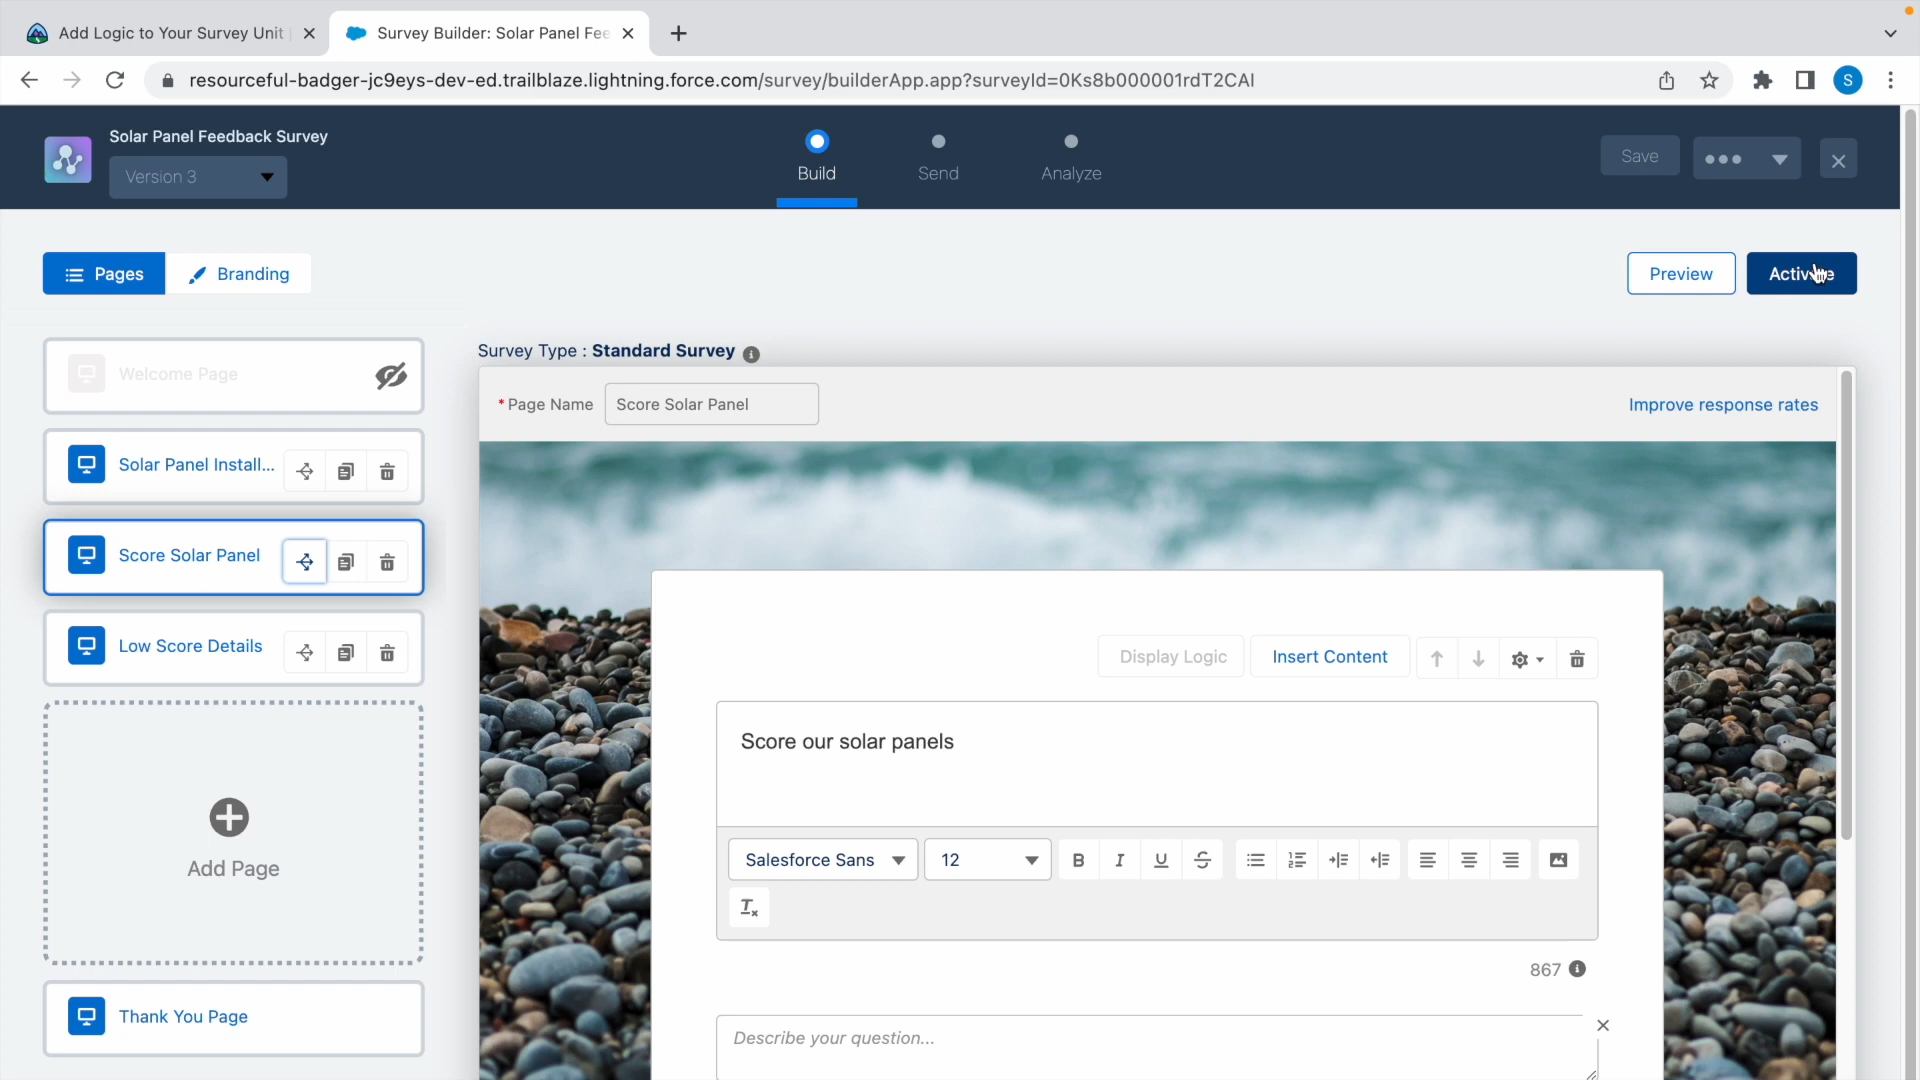 Add Logic to Your Survey Unit
Survey Builder: Solar Panel Fee
resourceful-badger-jc9eys-dev-ed.trailblaze.lightning.force.com/survey/builderApp.app?surveyId=0Ks8b000001rdT2CAI
S
Solar Panel Feedback Survey
Version 3
Build
Send
Analyze
Save
Pages
Branding
Preview
Survey Type : Standard Survey
Welcome Page
* Page Name
Score Solar Panel
Improve response rates
Solar Panel Install...
Score Solar Panel
Low Score Details
Display Logic
Insert Content
Score our solar panels
Salesforce Sans
12
B
I
U
S
Add Page
867
Thank You Page
Describe your question...